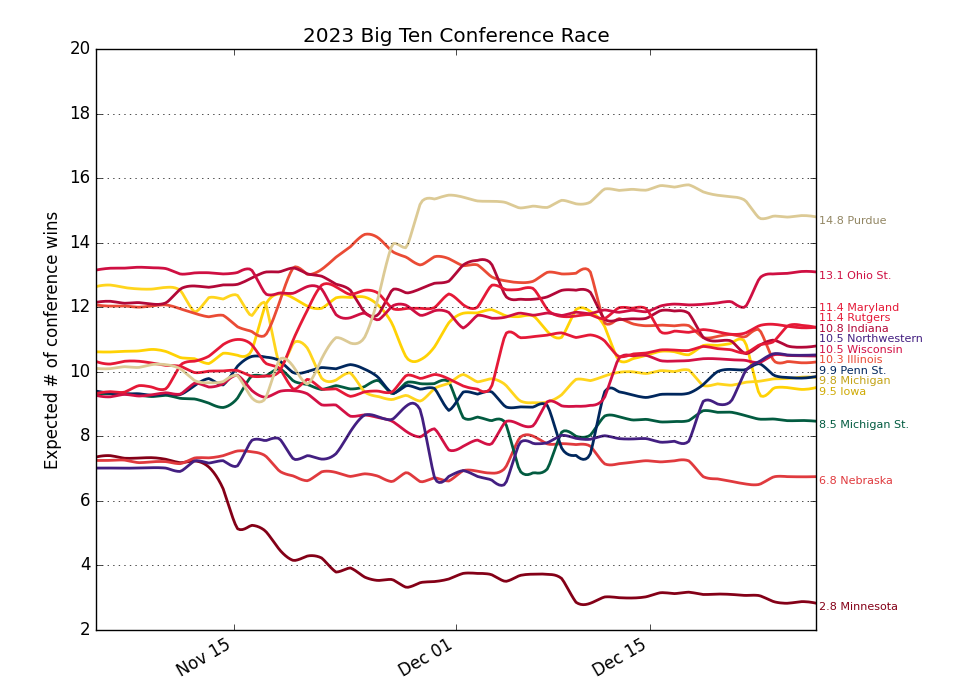 2023 Big Ten Conference Race
Expected # of conference wins
20
18
16
14
12
10
8
6
4
2
Nov 15
Dec 01
Dec 15
14.8 Purdue
13.1 Ohio St.
11.4 Maryland
11.4 Rutgers
10.8 Indiana
10.5 Northwestern
10.5 Wisconsin
10.3 Illinois
9.9 Penn St.
9.8 Michigan
9.5 Iowa
8.5 Michigan St.
6.8 Nebraska
2.8 Minnesota